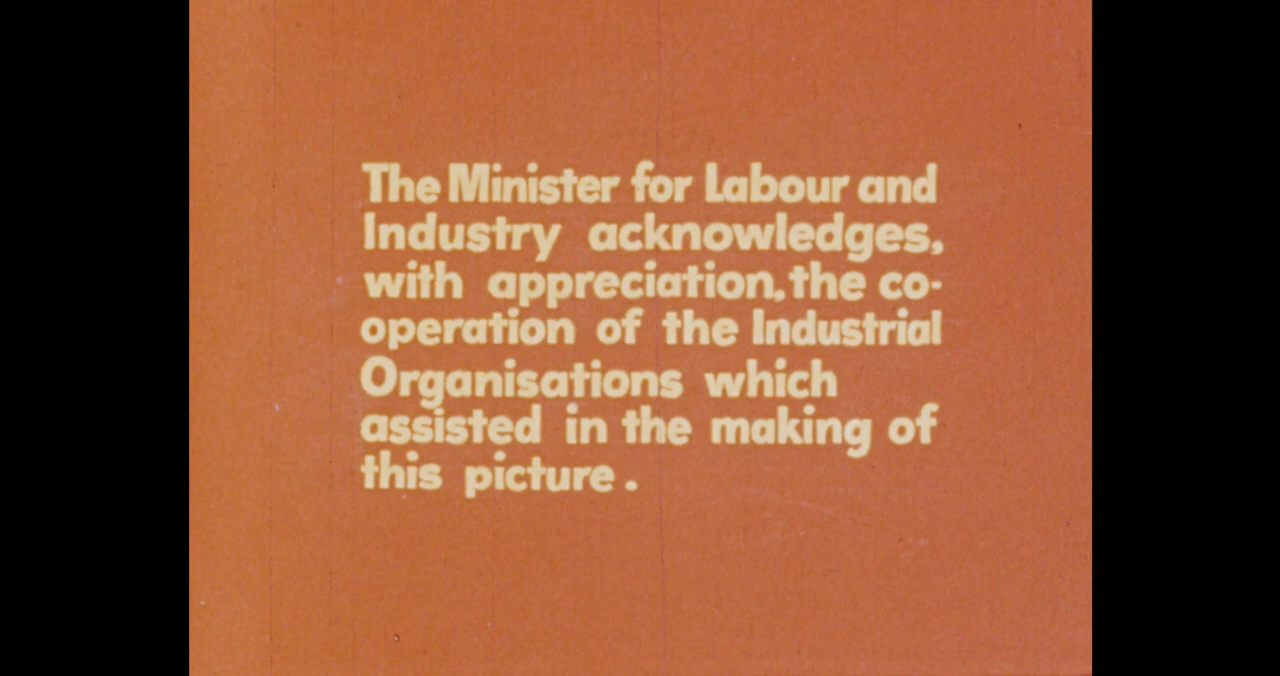 The Minister for Labour and
Industry acknowledges,
with appreciation, the co-
operation of the Industrial
Organisations which
assisted in the making of
this picture.